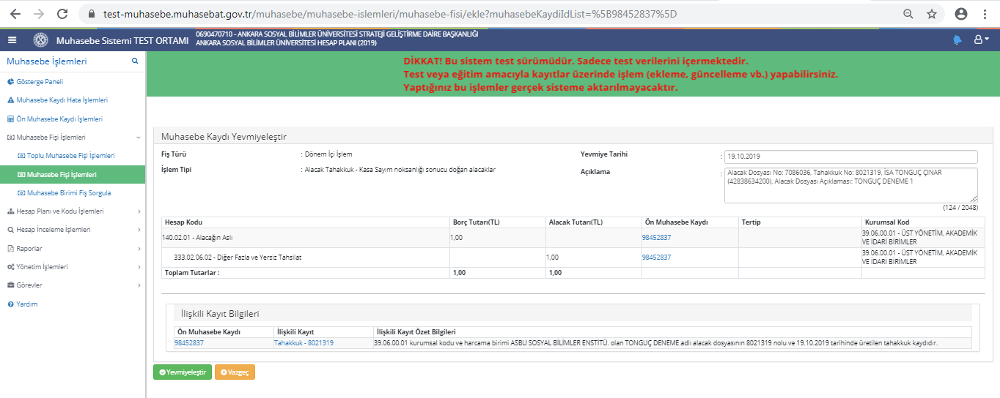 test-muhasebe.muhasebat.gov.tr/muhasebe/muhasebe-islemleri/muhasebe-fisi/ekle?muhasebeKaydiIdList=%5B98452837%5D
Muhasebe Sistemi TEST ORTAMI
0690470710 - ANKARA SOSYAL BİLİMLER ÜNİVERSİTESİ STRATEJİ GELİŞTİRME DAİRE BAŞKANLIĞI
ANKARA SOSYAL BİLİMLER ÜNİVERSİTESİ HESAP PLANI (2019)
Muhasebe İşlemleri
Gösterge Paneli
Muhasebe Kaydı Hata İşlemleri
Ön Muhasebe Kaydı İşlemleri
Muhasebe Fişi İşlemleri
Toplu Muhasebe Fişi İşlemleri
Muhasebe Fişi İşlemleri
Muhasebe Birimi Fiş Sorgula
Hesap Planı ve Kodu İşlemleri
Hesap İnceleme İşlemleri
Raporlar
Yönetim İşlemleri
Görevler
Yardım
DİKKAT! Bu sistem test sürümüdür. Sadece test verilerini içermektedir.
Test veya eğitim amacıyla kayıtlar üzerinde işlem (ekleme, güncelleme vb.) yapabilirsiniz.
Yaptığınız bu işlemler gerçek sisteme aktarılmayacaktır.
Muhasebe Kaydı Yevmiyeleştir
Fiş Türü : Dönem İçi İşlem Yevmiye Tarihi : 19.10.2019
İşlem Tipi : Alacak Tahakkuk - Kasa Sayım noksanlığı sonucu doğan alacaklar Açıklama : Alacak Dosyası No: 7086036, Tahakkuk No: 8021319, İSA TONGUÇ ÇINAR
(42838634200), Alacak Dosyası Açıklaması: TONGUÇ DENEME 1
(124 / 2048)
Hesap Kodu Borç Tutarı(TL) Alacak Tutarı(TL) Ön Muhasebe Kaydı Tertip Kurumsal Kod
140.02.01 - Alacağın Aslı 1,00 98452837 39.06.00.01 - ÜST YÖNETİM, AKADEMİK
VE İDARİ BİRİMLER
333.02.06.02 - Diğer Fazla ve Yersiz Tahsilat 1,00 98452837 39.06.00.01 - ÜST YÖNETİM, AKADEMİK
VE İDARİ BİRİMLER
Toplam Tutarlar : 1,00 1,00
İlişkili Kayıt Bilgileri
Ön Muhasebe Kaydı İlişkili Kayıt İlişkili Kayıt Özet Bilgileri
98452837 Tahakkuk - 8021319 39.06.00.01 kurumsal kodu ve harcama birimi ASBU SOSYAL BİLİMLER ENSTİTÜ. olan TONGUÇ DENEME adlı alacak dosyasının 8021319 nolu ve 19.10.2019 tarihinde üretilen tahakkuk kaydıdır.
Yevmiyeleştir Vazgeç